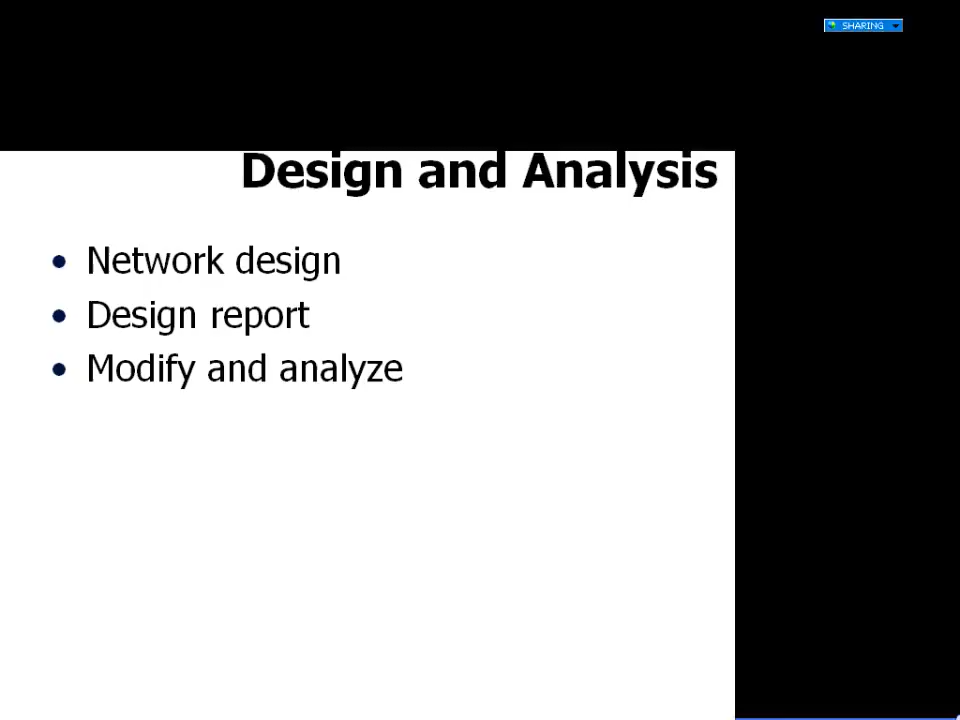 SHARING
Design and Analysis
• Network design
• Design report
• Modify and analyze